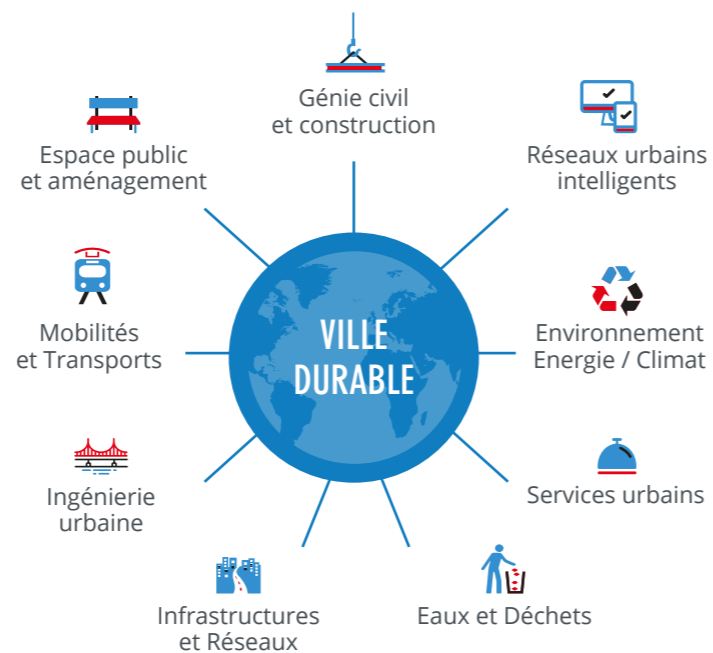 Génie civil
et construction
Espace public
et aménagement
Réseaux urbains
intelligents
Mobilités
et Transports
VILLE
DURABLE
Environnement
Energie / Climat
Ingénierie
urbaine
Services urbains
Infrastructures
et Réseaux
Eaux et Déchets